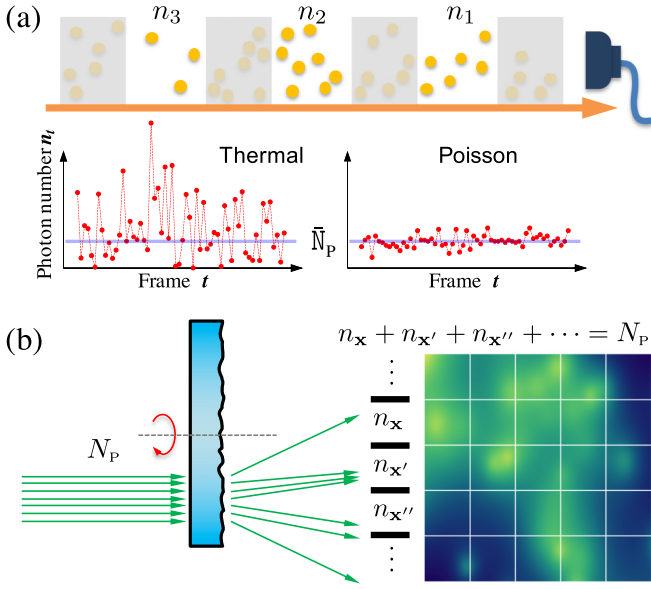 (a)
n₃ n₂ n₁
Thermal Poisson
Photon number nₜ
N̄ₚ
Frame t Frame t
(b)
n𝐱 + n𝐱′ + n𝐱″ + ⋯ = Nₚ
⋮
n𝐱
Nₚ
n𝐱′
n𝐱″
⋮